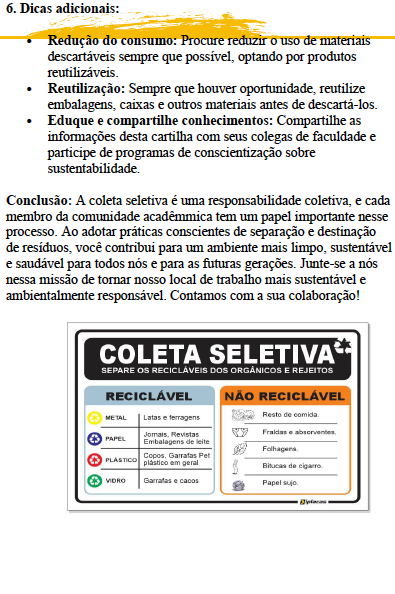 6. Dicas adicionais:
• Redução do consumo: Procure reduzir o uso de materiais
descartáveis sempre que possível, optando por produtos
reutilizáveis.
• Reutilização: Sempre que houver oportunidade, reutilize
embalagens, caixas e outros materiais antes de descartá-los.
• Eduque e compartilhe conhecimentos: Compartilhe as
informações desta cartilha com seus colegas de faculdade e
participe de programas de conscientização sobre
sustentabilidade.
Conclusão: A coleta seletiva é uma responsabilidade coletiva, e cada
membro da comunidade acadêmmica tem um papel importante nesse
processo. Ao adotar práticas conscientes de separação e destinação
de resíduos, você contribui para um ambiente mais limpo, sustentável
e saudável para todos nós e para as futuras gerações. Junte-se a nós
nessa missão de tornar nosso local de trabalho mais sustentável e
ambientalmente responsável. Contamos com a sua colaboração!
COLETA SELETIVA
SEPARE OS RECICLÁVEIS DOS ORGÂNICOS E REJEITOS
RECICLÁVEL
METAL Latas e ferragens
PAPEL Jornais, Revistas
Embalagens de leite
PLÁSTICO Copos, Garrafas Pet
plástico em geral
VIDRO Garrafas e cacos
NÃO RECICLÁVEL
Resto de comida.
Fraldas e absorventes.
Folhagens.
Bitucas de cigarro.
Papel sujo.